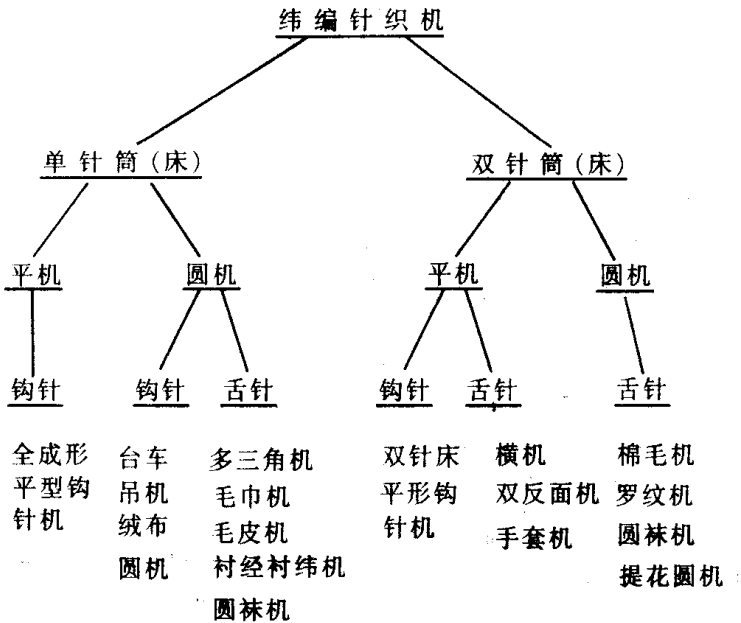 纬编针织机
单针筒(床)
双针筒(床)
平机
圆机
平机
圆机
钩针
钩针
舌针
钩针
舌针
舌针
全成形
平型钩
针机
台车
吊机
绒布
圆机
多三角机
毛巾机
毛皮机
衬经衬纬机
圆袜机
双针床
平形钩
针机
横机
双反面机
手套机
棉毛机
罗纹机
圆袜机
提花圆机